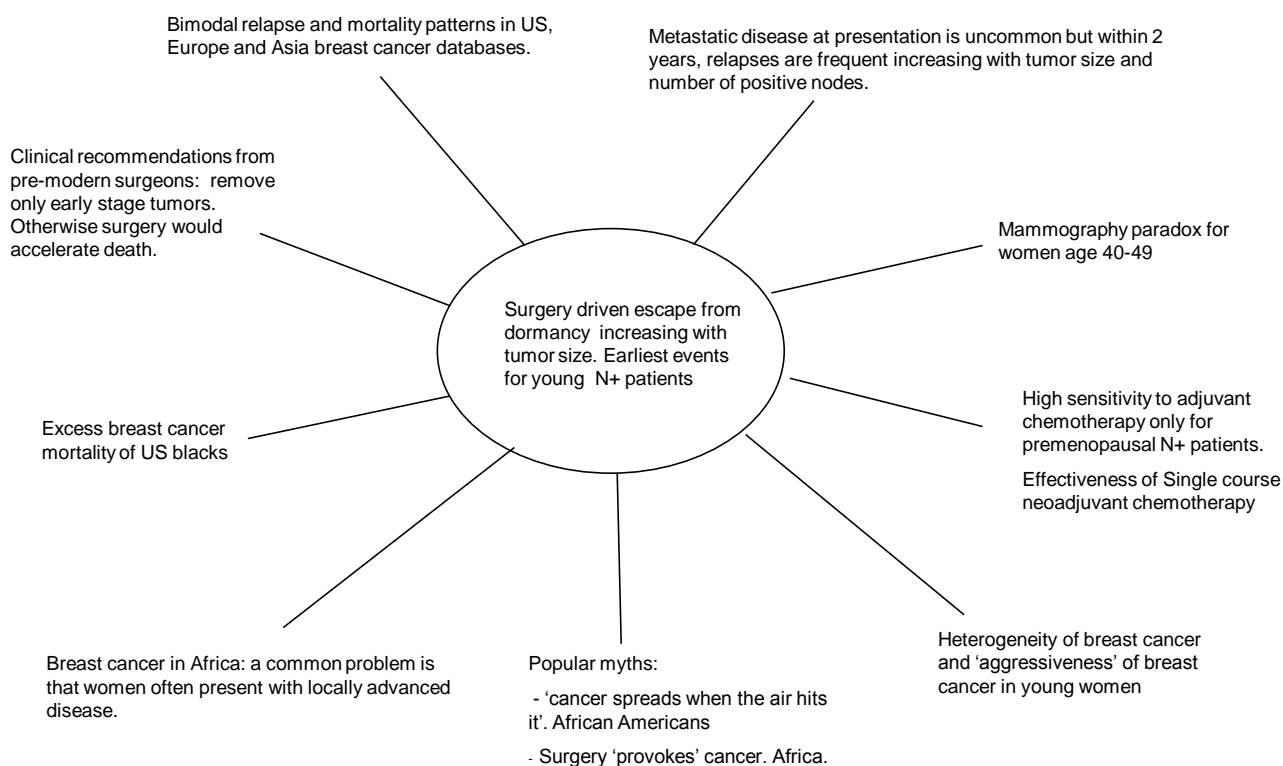 Bimodal relapse and mortality patterns in US,
Europe and Asia breast cancer databases.
Metastatic disease at presentation is uncommon but within 2
years, relapses are frequent increasing with tumor size and
number of positive nodes.
Clinical recommendations from
pre-modern surgeons: remove
only early stage tumors.
Otherwise surgery would
accelerate death.
Mammography paradox for
women age 40-49
Surgery driven escape from
dormancy increasing with
tumor size. Earliest events
for young N+ patients
Excess breast cancer
mortality of US blacks
High sensitivity to adjuvant
chemotherapy only for
premenopausal N+ patients.
Effectiveness of Single course
neoadjuvant chemotherapy
Breast cancer in Africa: a common problem is
that women often present with locally advanced
disease.
Popular myths:
- ‘cancer spreads when the air hits
it’. African Americans
- Surgery ‘provokes’ cancer. Africa.
Heterogeneity of breast cancer
and ‘aggressiveness’ of breast
cancer in young women